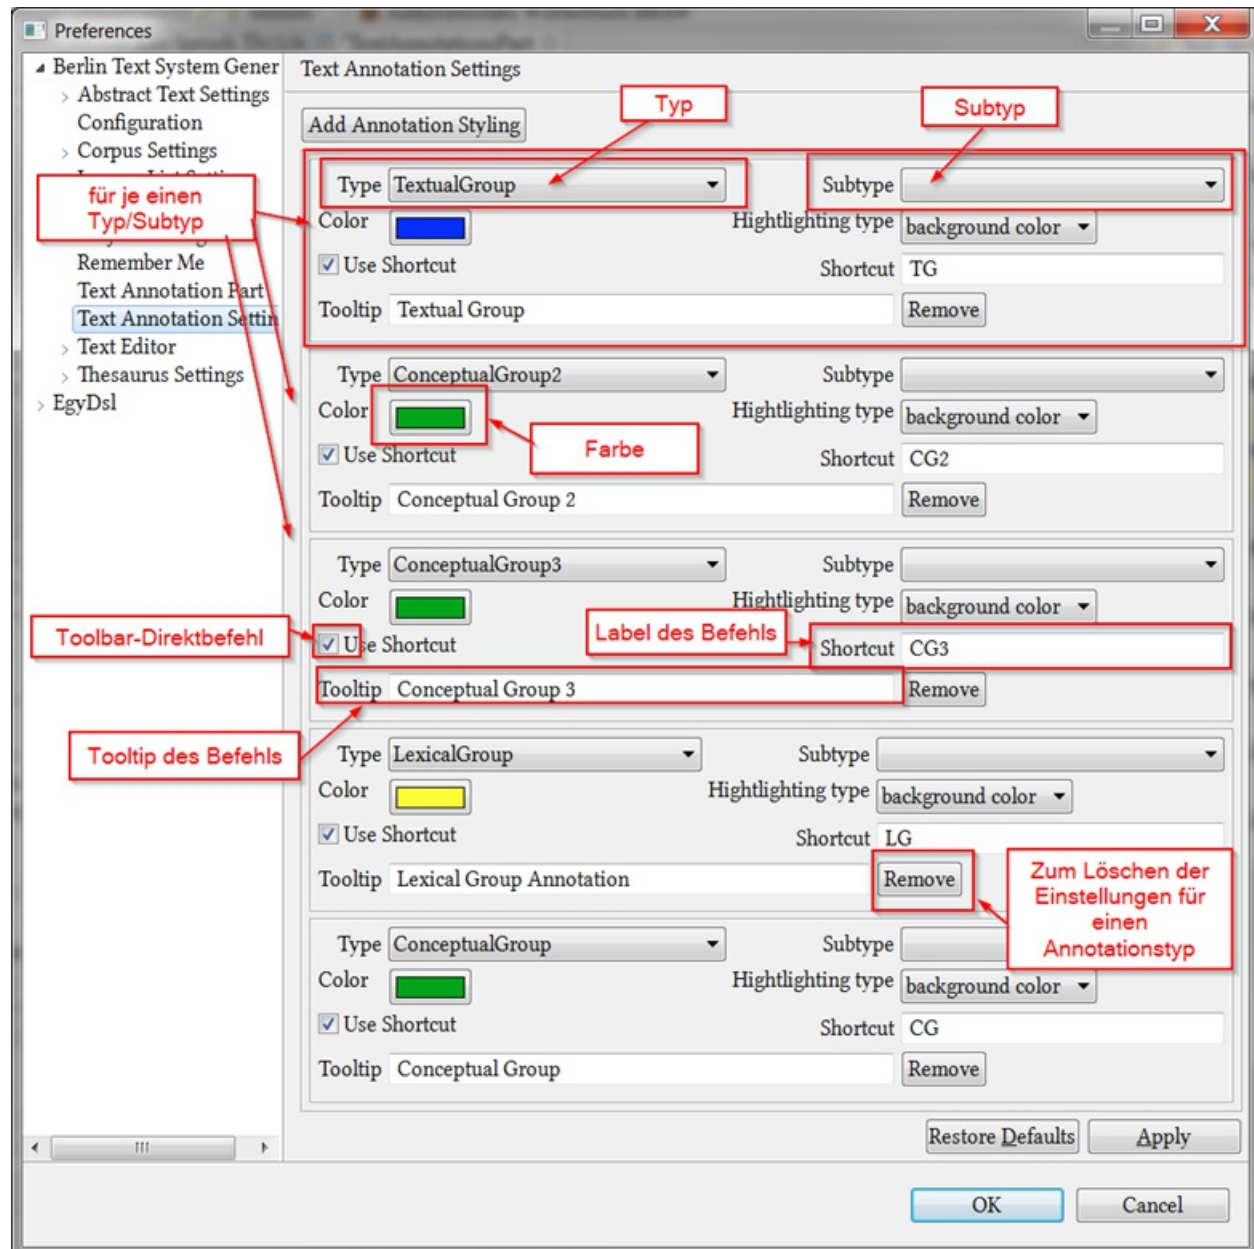 Preferences
Berlin Text System Gener
Abstract Text Settings
Configuration
Corpus Settings
für je einen
Typ/Subtyp
Remember Me
Text Annotation Part
Text Annotation Settin
Text Editor
Thesaurus Settings
EgyDsl
Text Annotation Settings
Typ
Subtyp
Add Annotation Styling
Type TextualGroup Subtype
Color Hightlighting type background color
Use Shortcut Shortcut TG
Tooltip Textual Group Remove
Type ConceptualGroup2 Subtype
Color Hightlighting type background color
Farbe
Use Shortcut Shortcut CG2
Tooltip Conceptual Group 2 Remove
Type ConceptualGroup3 Subtype
Color Hightlighting type background color
Toolbar-Direktbefehl
Label des Befehls
Use Shortcut Shortcut CG3
Tooltip Conceptual Group 3 Remove
Tooltip des Befehls
Type LexicalGroup Subtype
Color Hightlighting type background color
Use Shortcut Shortcut LG
Tooltip Lexical Group Annotation Remove
Zum Löschen der
Einstellungen für
einen
Annotationstyp
Type ConceptualGroup Subtype
Color Hightlighting type background color
Use Shortcut Shortcut CG
Tooltip Conceptual Group Remove
Restore Defaults Apply
OK Cancel